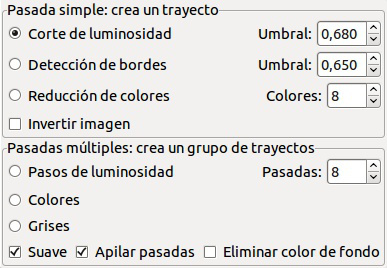 Pasada simple: crea un trayecto
Corte de luminosidad Umbral: 0,680
Detección de bordes Umbral: 0,650
Reducción de colores Colores: 8
Invertir imagen
Pasadas múltiples: crea un grupo de trayectos
Pasos de luminosidad Pasadas: 8
Colores
Grises
Suave Apilar pasadas Eliminar color de fondo